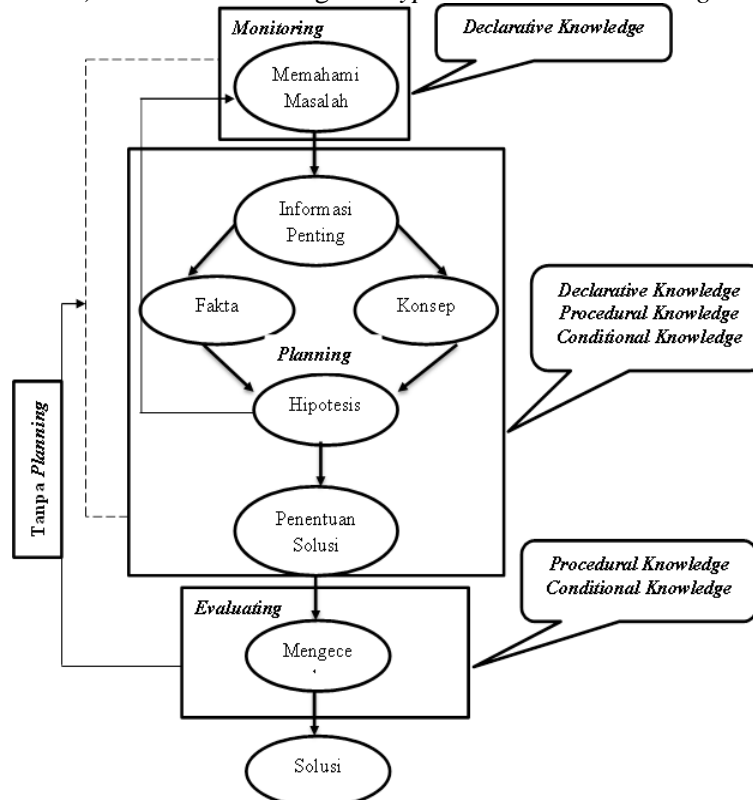 Monitoring
Declarative Knowledge
Memahami
Masalah
Informasi
Penting
Fakta
Konsep
Declarative Knowledge
Procedural Knowledge
Conditional Knowledge
Planning
Hipotesis
Tanpa Planning
Penentuan
Solusi
Procedural Knowledge
Conditional Knowledge
Evaluating
Mengece
Solusi